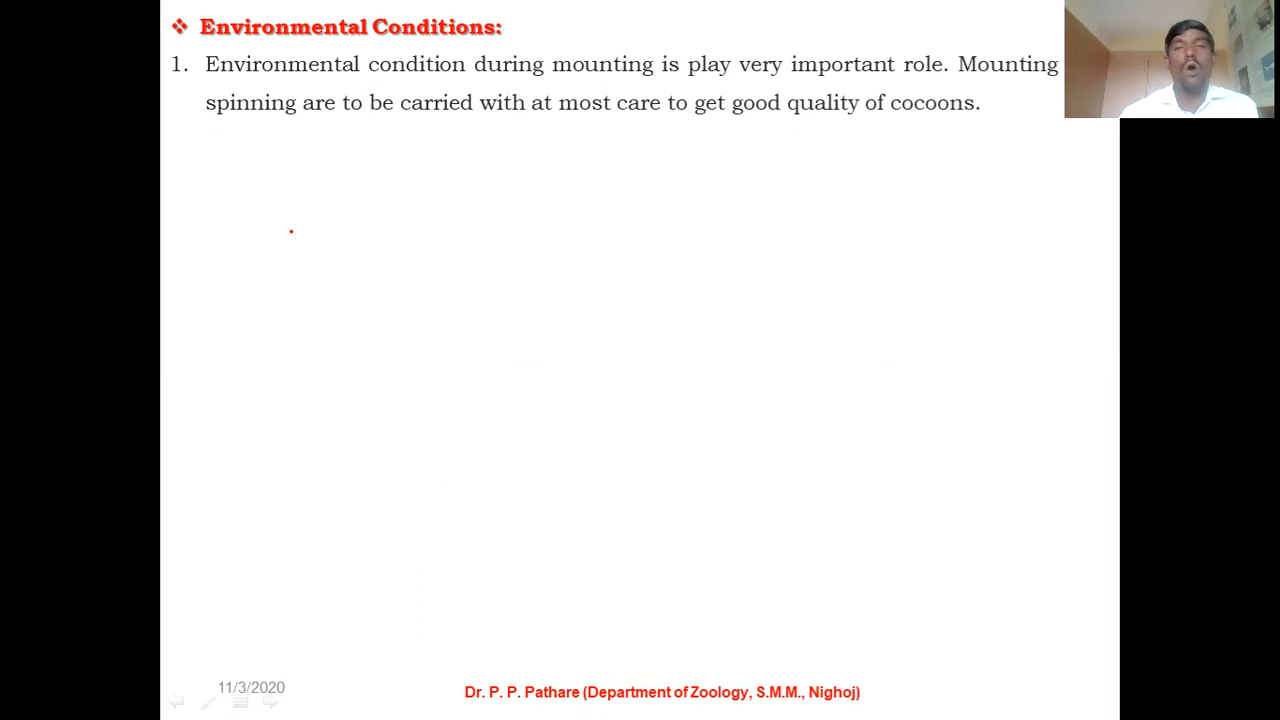 ❖ Environmental Conditions:
1. Environmental condition during mounting is play very important role. Mounting
spinning are to be carried with at most care to get good quality of cocoons.
11/3/2020
Dr. P. P. Pathare (Department of Zoology, S.M.M., Nighoj)